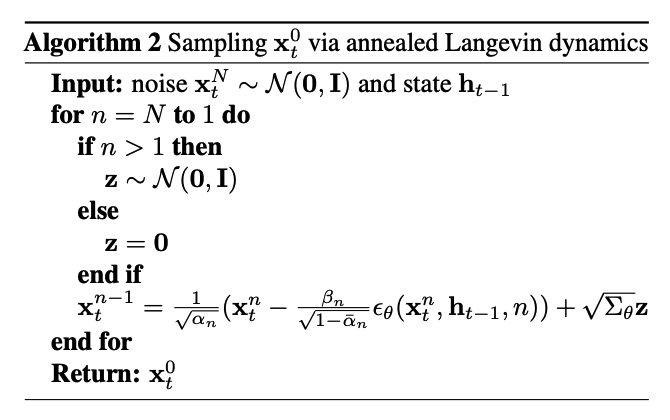 Algorithm 2 Sampling $\mathbf{x}_t^0$ via annealed Langevin dynamics
Input: noise $\mathbf{x}_t^N \sim \mathcal{N}(\mathbf{0}, \mathbf{I})$ and state $\mathbf{h}_{t-1}$
for $n = N$ to 1 do
if $n > 1$ then
$\mathbf{z} \sim \mathcal{N}(\mathbf{0}, \mathbf{I})$
else
$\mathbf{z} = \mathbf{0}$
end if
$\mathbf{x}_t^{n-1} = \frac{1}{\sqrt{\alpha_n}} (\mathbf{x}_t^n - \frac{\beta_n}{\sqrt{1-\bar{\alpha}_n}} \epsilon_\theta(\mathbf{x}_t^n, \mathbf{h}_{t-1}, n)) + \sqrt{\Sigma_\theta} \mathbf{z}$
end for
Return: $\mathbf{x}_t^0$